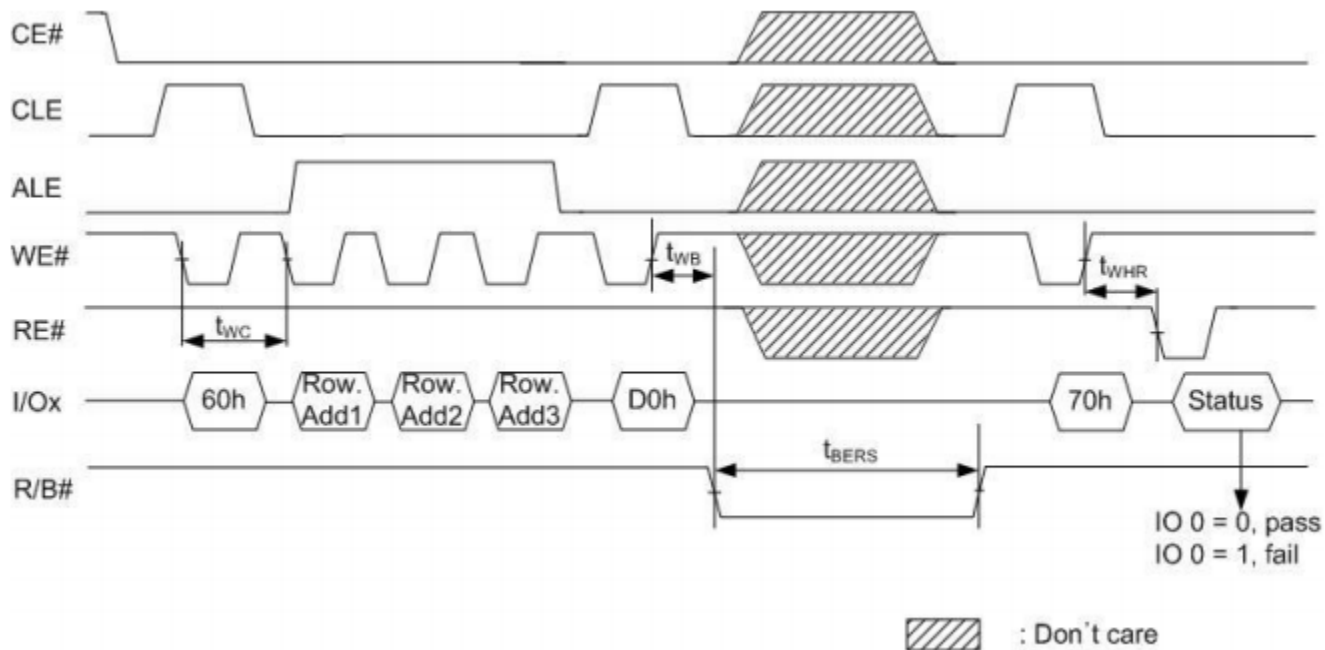 CE#
CLE
ALE
WE#
tWB
tWHR
RE#
tWC
I/Ox
60h
Row.
Add1
Row.
Add2
Row.
Add3
D0h
70h
Status
tBERS
R/B#
IO 0 = 0, pass
IO 0 = 1, fail
: Don`t care